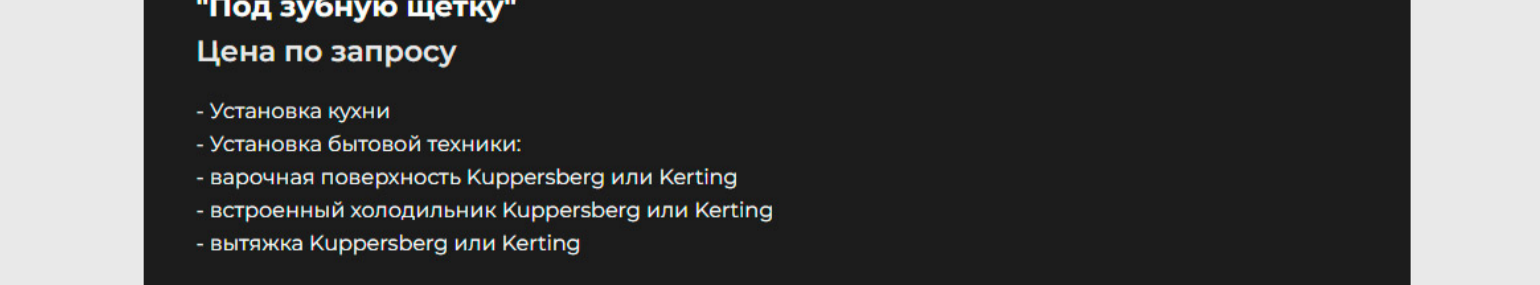 "Под зубную щетку"
Цена по запросу
- Установка кухни
- Установка бытовой техники:
- варочная поверхность Kuppersberg или Kerting
- встроенный холодильник Kuppersberg или Kerting
- вытяжка Kuppersberg или Kerting